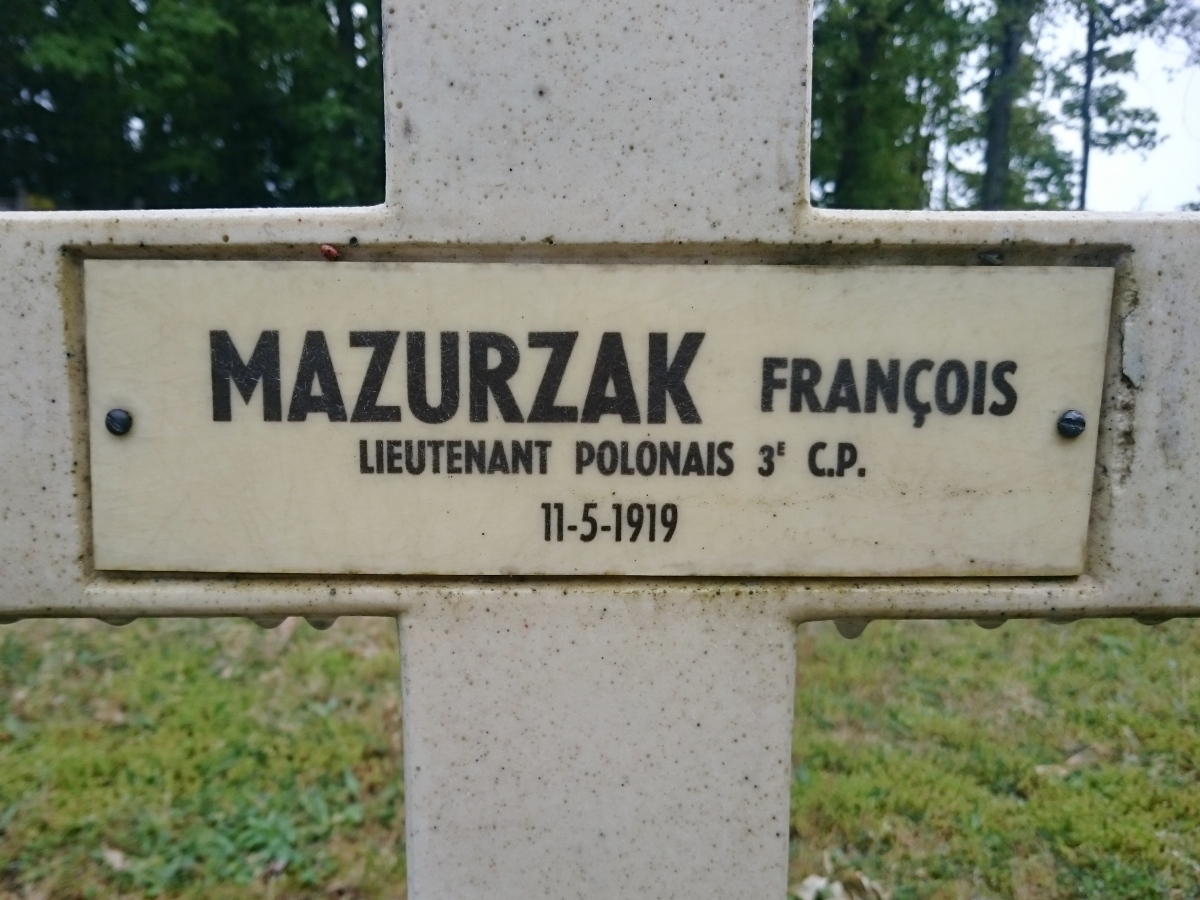 MAZURZAK FRANÇOIS
LIEUTENANT POLONAIS 3E C.P.
11-5-1919